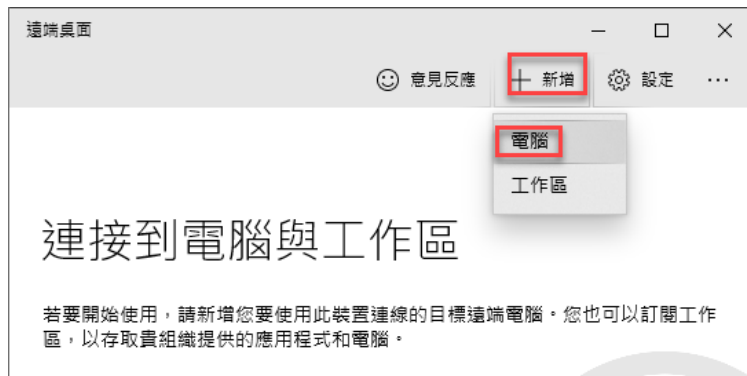 遠端桌面
意見反應 新增 設定
電腦
工作區
連接到電腦與工作區
若要開始使用，請新增您要使用此裝置連線的目標遠端電腦。您也可以訂閱工作
區，以存取貴組織提供的應用程式和電腦。